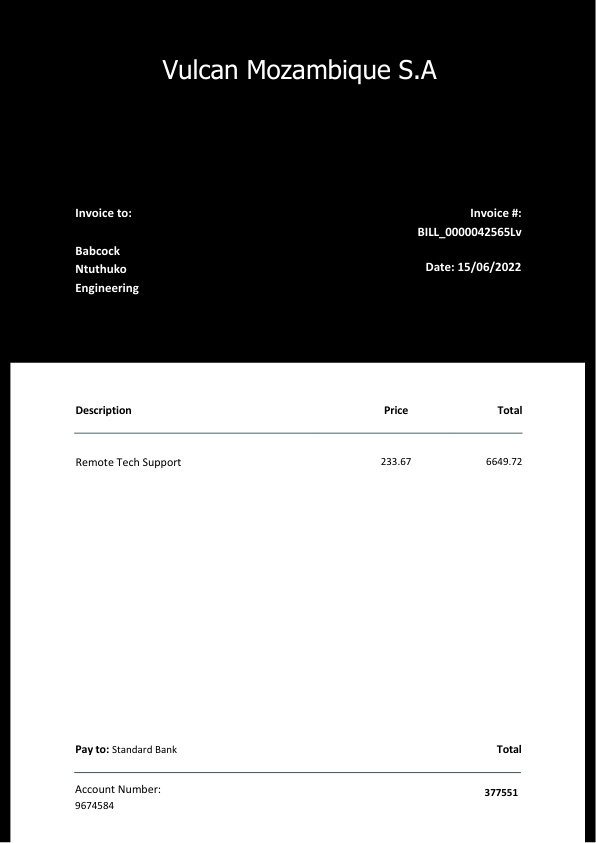 Vulcan Mozambique S.A
Invoice to:
Invoice #:
BILL_0000042565Lv
Babcock
Ntuthuko
Engineering
Date: 15/06/2022
Description Price Total
Remote Tech Support 233.67 6649.72
Pay to: Standard Bank Total
Account Number:
9674584
377551